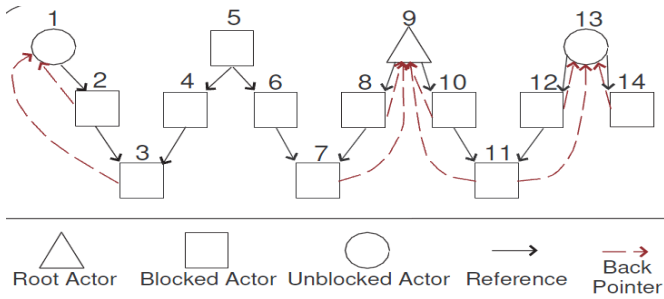 1 5 9 13
2 4 6 8 10 12 14
3 7 11
Root Actor Blocked Actor Unblocked Actor Reference Back
Pointer